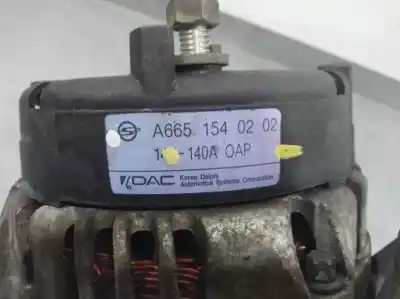 A665 154 02 02
140A OAP
DAC Korea Delphi
Automotive Systems Corporation